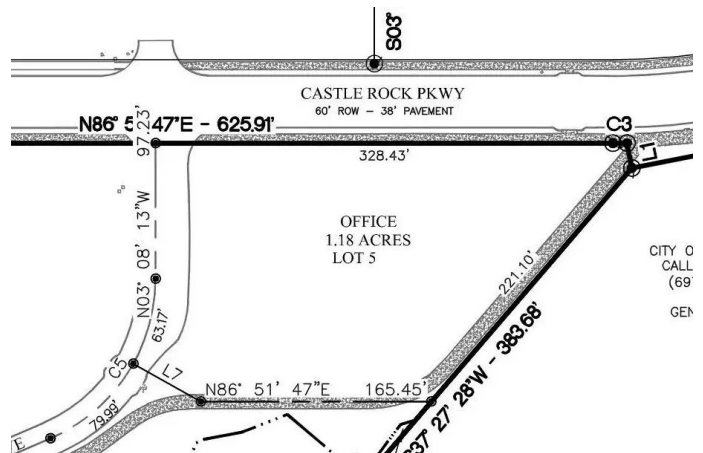 S03°
CASTLE ROCK PKWY
60' ROW - 38' PAVEMENT
N86° 5 47"E - 625.91'
C3
97.23'
328.43'
L1
OFFICE
1.18 ACRES
LOT 5
N03° 08' 13"W
221.10'
CITY O
CALL
(69
GEN
63.17'
C5
L7
N86° 51' 47"E 165.45'
79.99'
37° 27' 28"W - 383.68'
E